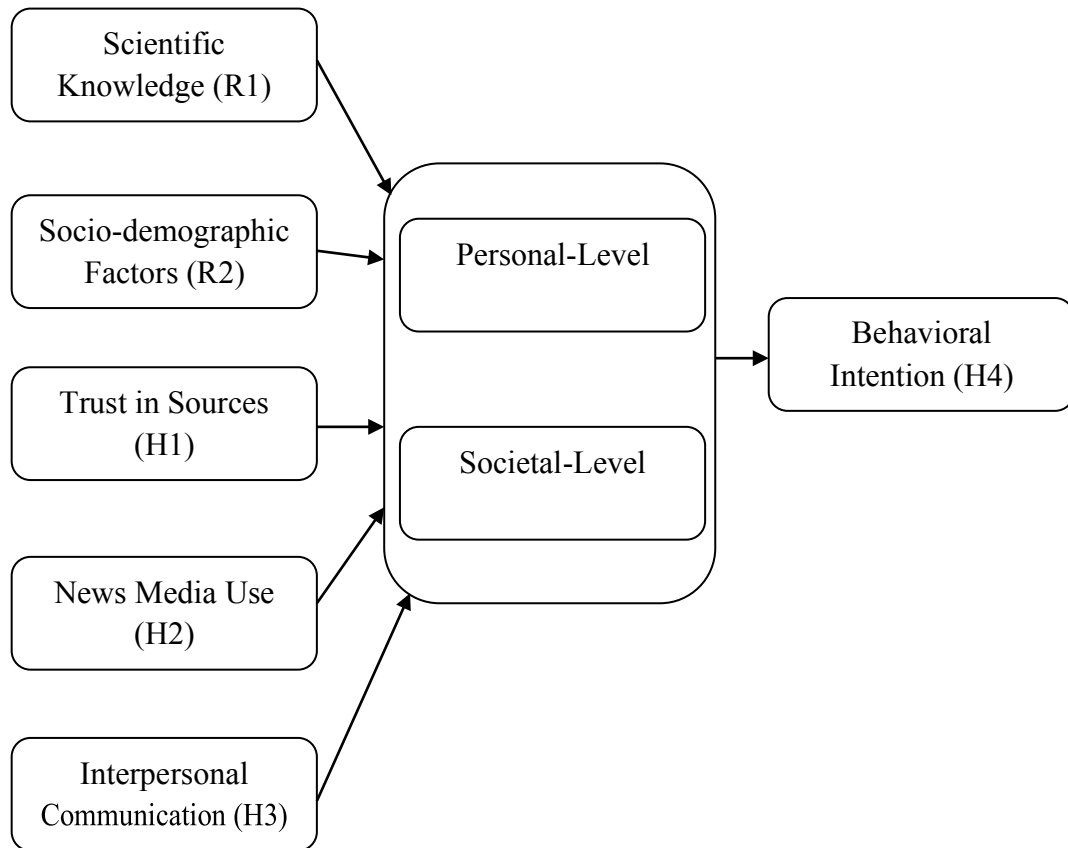 Scientific
Knowledge (R1)
Socio-demographic
Factors (R2)
Trust in Sources
(H1)
News Media Use
(H2)
Interpersonal
Communication (H3)
Personal-Level
Societal-Level
Behavioral
Intention (H4)